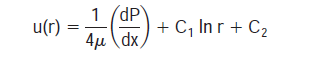 u(r) = 1/4μ (dP/dx) + C₁ ln r + C₂